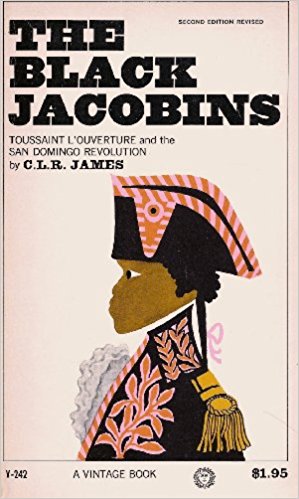 SECOND EDITION REVISED
THE
BLACK
JACOBINS
TOUSSAINT L'OUVERTURE and the
SAN DOMINGO REVOLUTION
by C.L.R. JAMES
V-242
A VINTAGE BOOK
$1.95